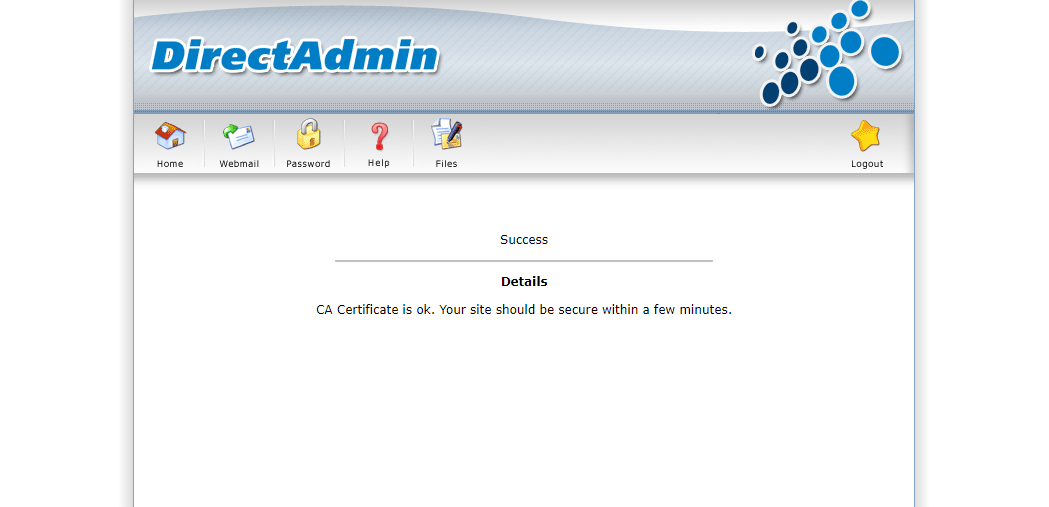 DirectAdmin
Home
Webmail
Password
Help
Files
Logout
Success
Details
CA Certificate is ok. Your site should be secure within a few minutes.